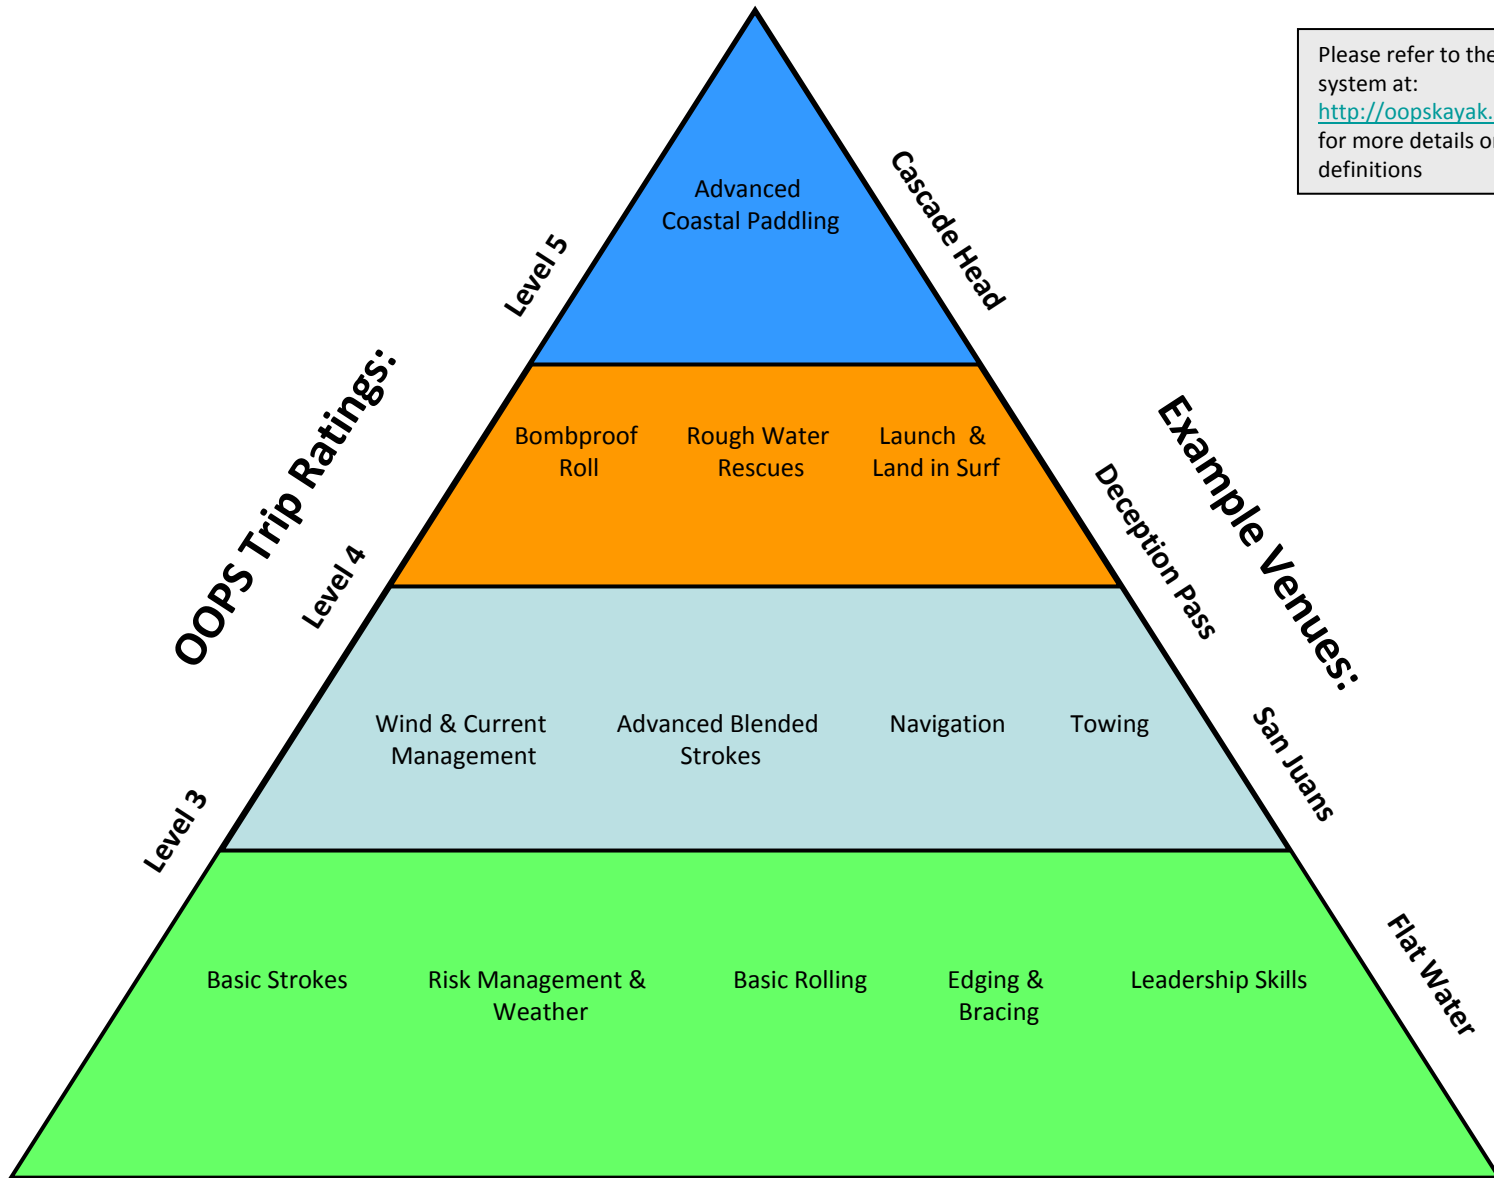 Please refer to the
system at:
http://oopskayak.
for more details o
definitions
Advanced
Coastal Paddling
Level 5
Cascade Head
OOPS Trip Ratings:
Bombproof
Roll
Rough Water
Rescues
Launch & 
Land in Surf
Example Venues:
Level 4
Deception Pass
Wind & Current
Management
Advanced Blended
Strokes
Navigation
Towing
Level 3
San Juans
Basic Strokes
Risk Management &
Weather
Basic Rolling
Edging &
Bracing
Leadership Skills
Flat Water